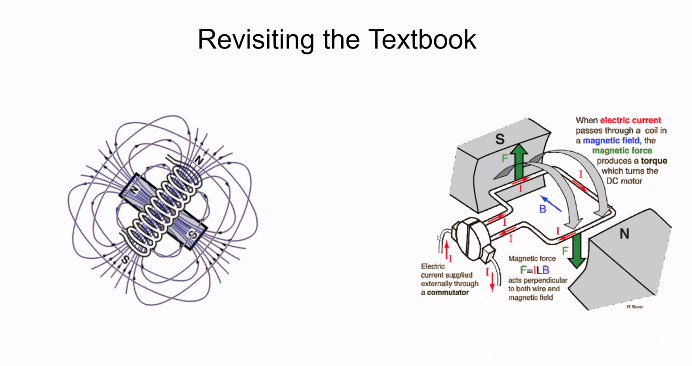 Revisiting the Textbook
N
N
S
S
When electric current
passes through a coil in
a magnetic field, the
magnetic force
produces a torque
which turns the
DC motor
S
F
I
I
B
I
I
I
F
N
I
I
Electric
current supplied
externally through
a commutator
Magnetic force
F=ILB
acts perpendicular
to both wire and
magnetic field